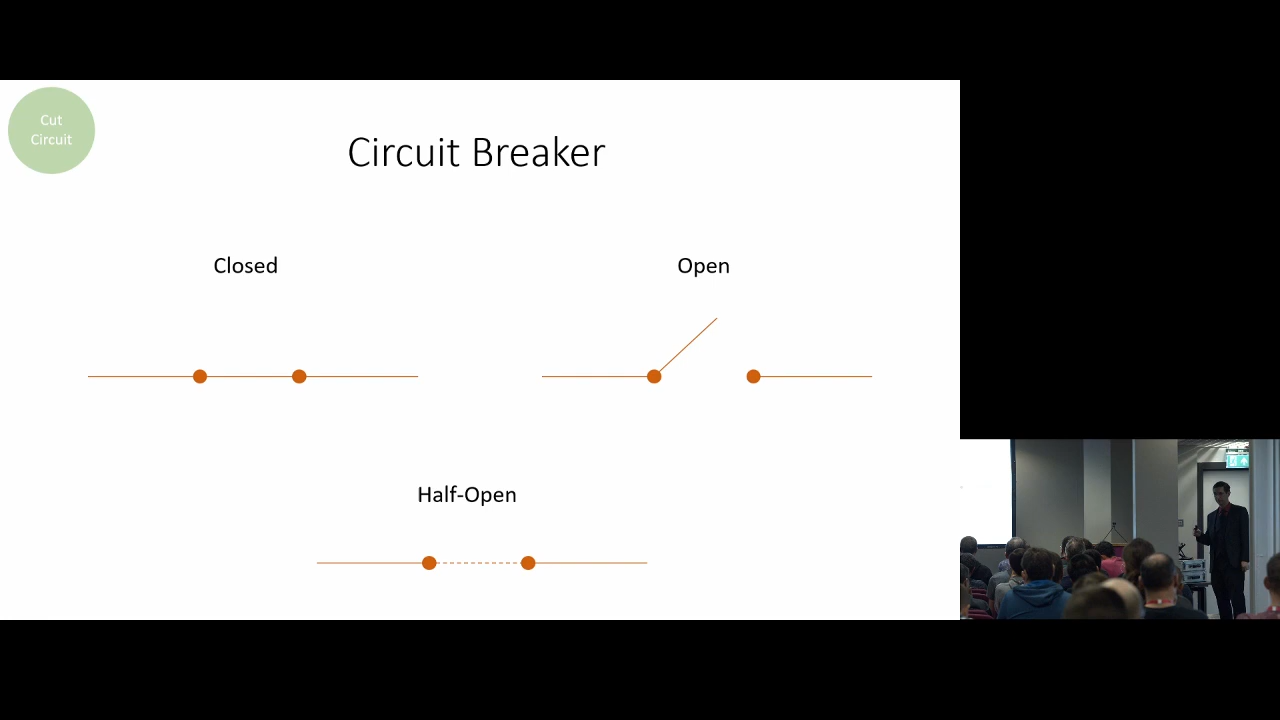 Cut
Circuit
Circuit Breaker
Closed
Open
Half-Open